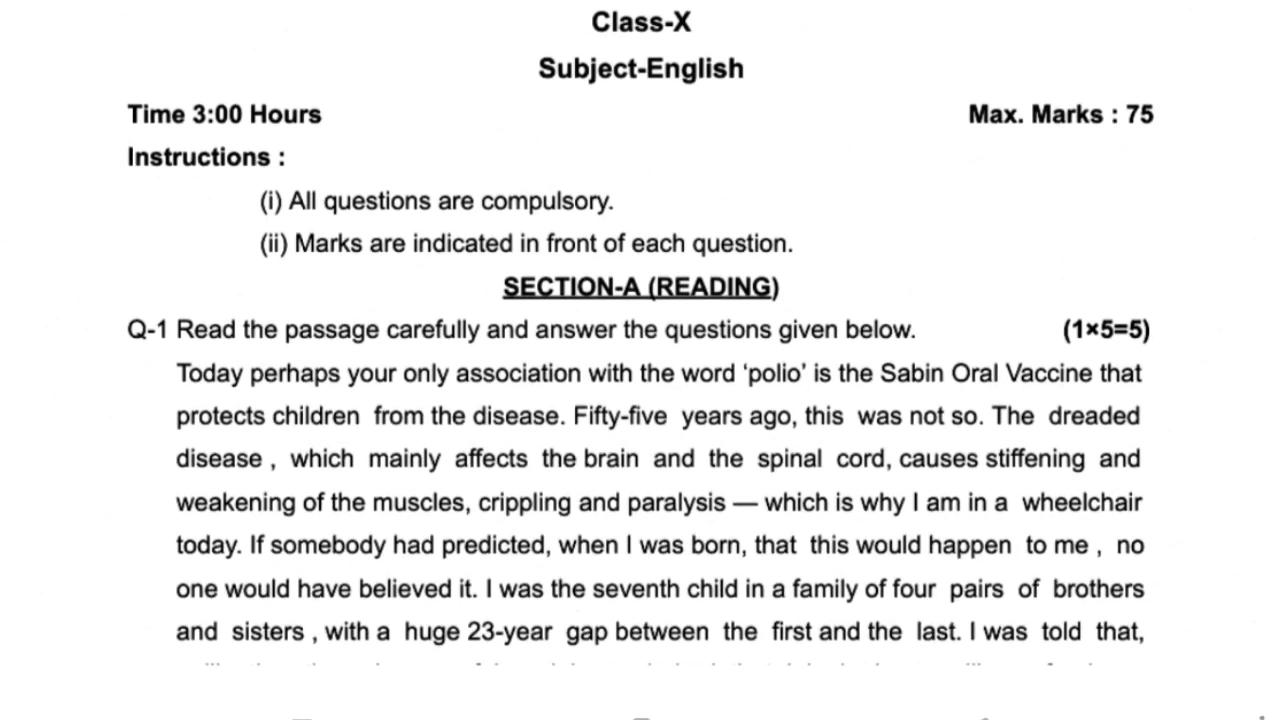 Class-X
Subject-English
Time 3:00 Hours Max. Marks : 75
Instructions :
(i) All questions are compulsory.
(ii) Marks are indicated in front of each question.
SECTION-A (READING)
Q-1 Read the passage carefully and answer the questions given below. (1×5=5)
Today perhaps your only association with the word ‘polio’ is the Sabin Oral Vaccine that
protects children from the disease. Fifty-five years ago, this was not so. The dreaded
disease , which mainly affects the brain and the spinal cord, causes stiffening and
weakening of the muscles, crippling and paralysis — which is why I am in a wheelchair
today. If somebody had predicted, when I was born, that this would happen to me , no
one would have believed it. I was the seventh child in a family of four pairs of brothers
and sisters , with a huge 23-year gap between the first and the last. I was told that,